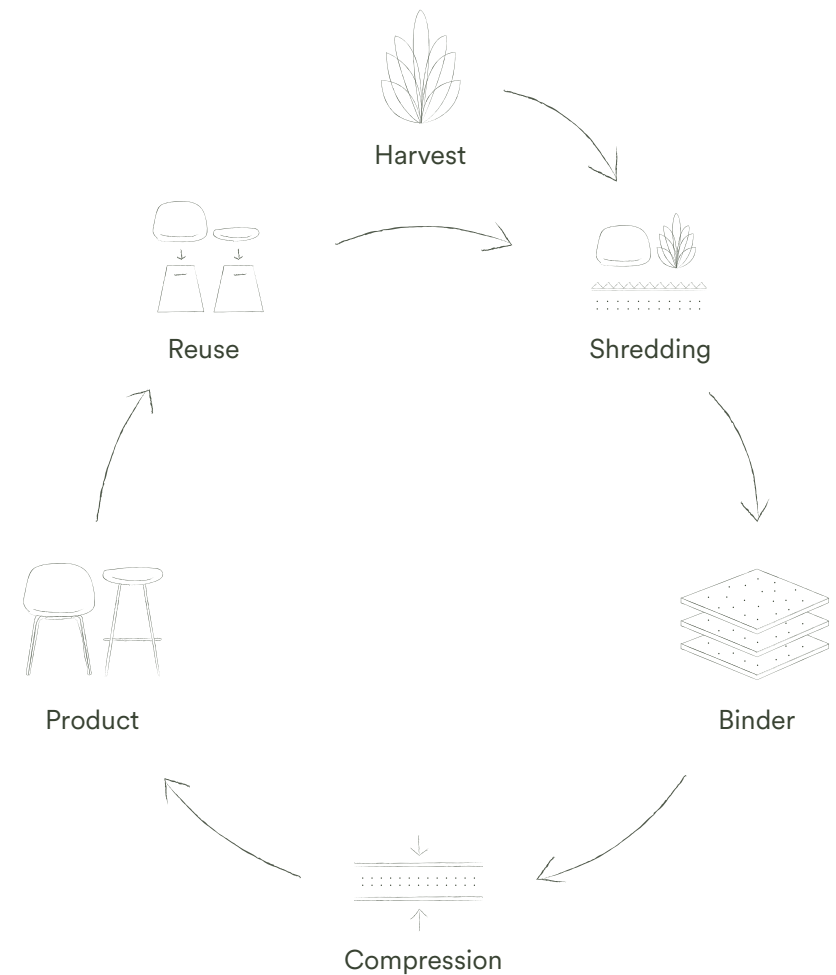 Harvest
Reuse
Shredding
Product
Binder
Compression